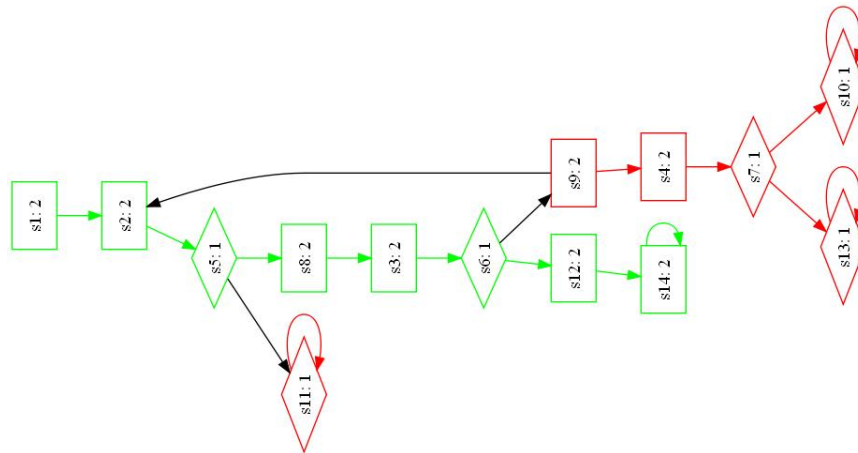 s1: 2
s2: 2
s5: 1
s11: 1
s8: 2
s3: 2
s6: 1
s9: 2
s12: 2
s4: 2
s14: 2
s7: 1
s10: 1
s13: 1